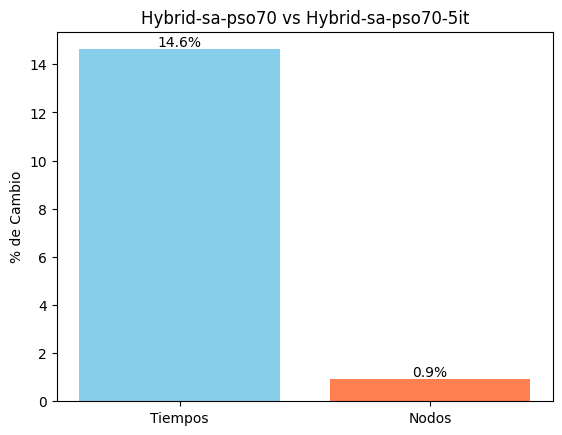 Hybrid-sa-pso70 vs Hybrid-sa-pso70-5it
% de Cambio
14
12
10
8
6
4
2
0
14.6%
0.9%
Tiempos
Nodos